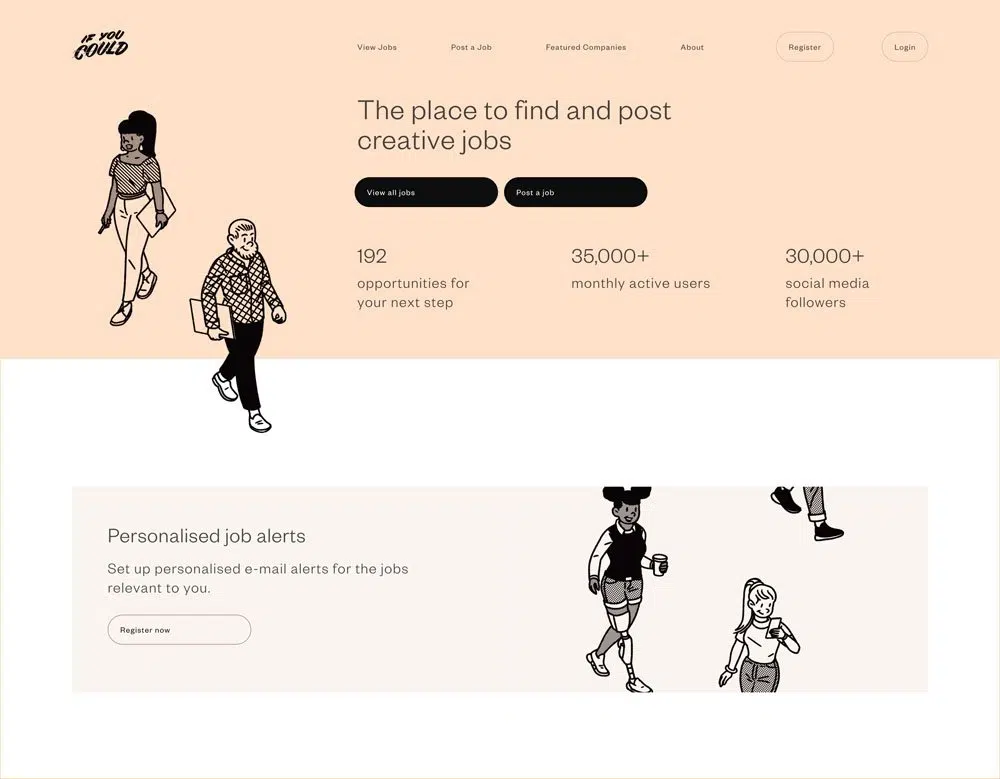 IF YOU
COULD
View Jobs
Post a Job
Featured Companies
About
Register
Login
The place to find and post
creative jobs
View all jobs
Post a job
192
opportunities for
your next step
35,000+
monthly active users
30,000+
social media
followers
Personalised job alerts
Set up personalised e-mail alerts for the jobs
relevant to you.
Register now